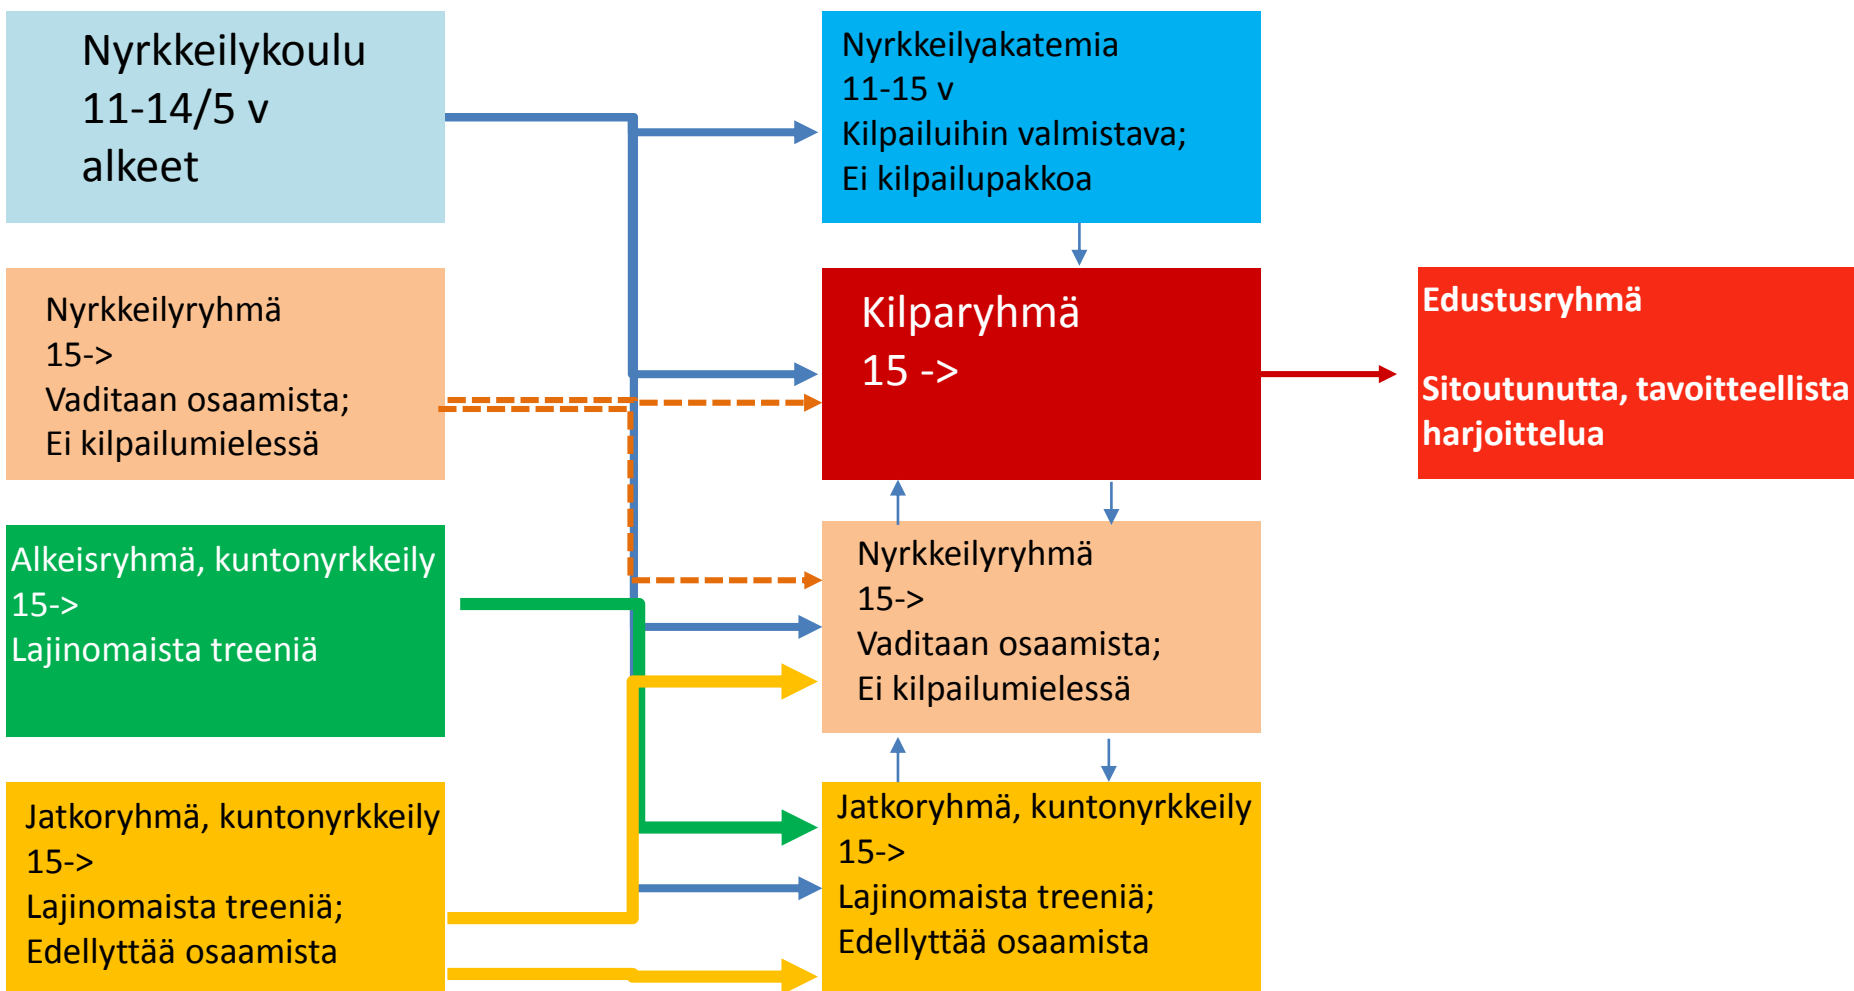 Nyrkkeilykoulu
11-14/5 v
alkeet
Nyrkkeilyakatemia
11-15 v
Kilpailuihin valmistava;
Ei kilpailupakkoa
Nyrkkeilyryhmä
15->
Vaditaan osaamista;
Ei kilpailumielessä
Kilparyhmä
15 ->
Edustusryhmä
Sitoutunutta, tavoitteellista
harjoittelua
Alkeisryhmä, kuntonyrkkeily
15->
Lajinomaista treeniä
Nyrkkeilyryhmä
15->
Vaditaan osaamista;
Ei kilpailumielessä
Jatkoryhmä, kuntonyrkkeily
15->
Lajinomaista treeniä;
Edellyttää osaamista
Jatkoryhmä, kuntonyrkkeily
15->
Lajinomaista treeniä;
Edellyttää osaamista